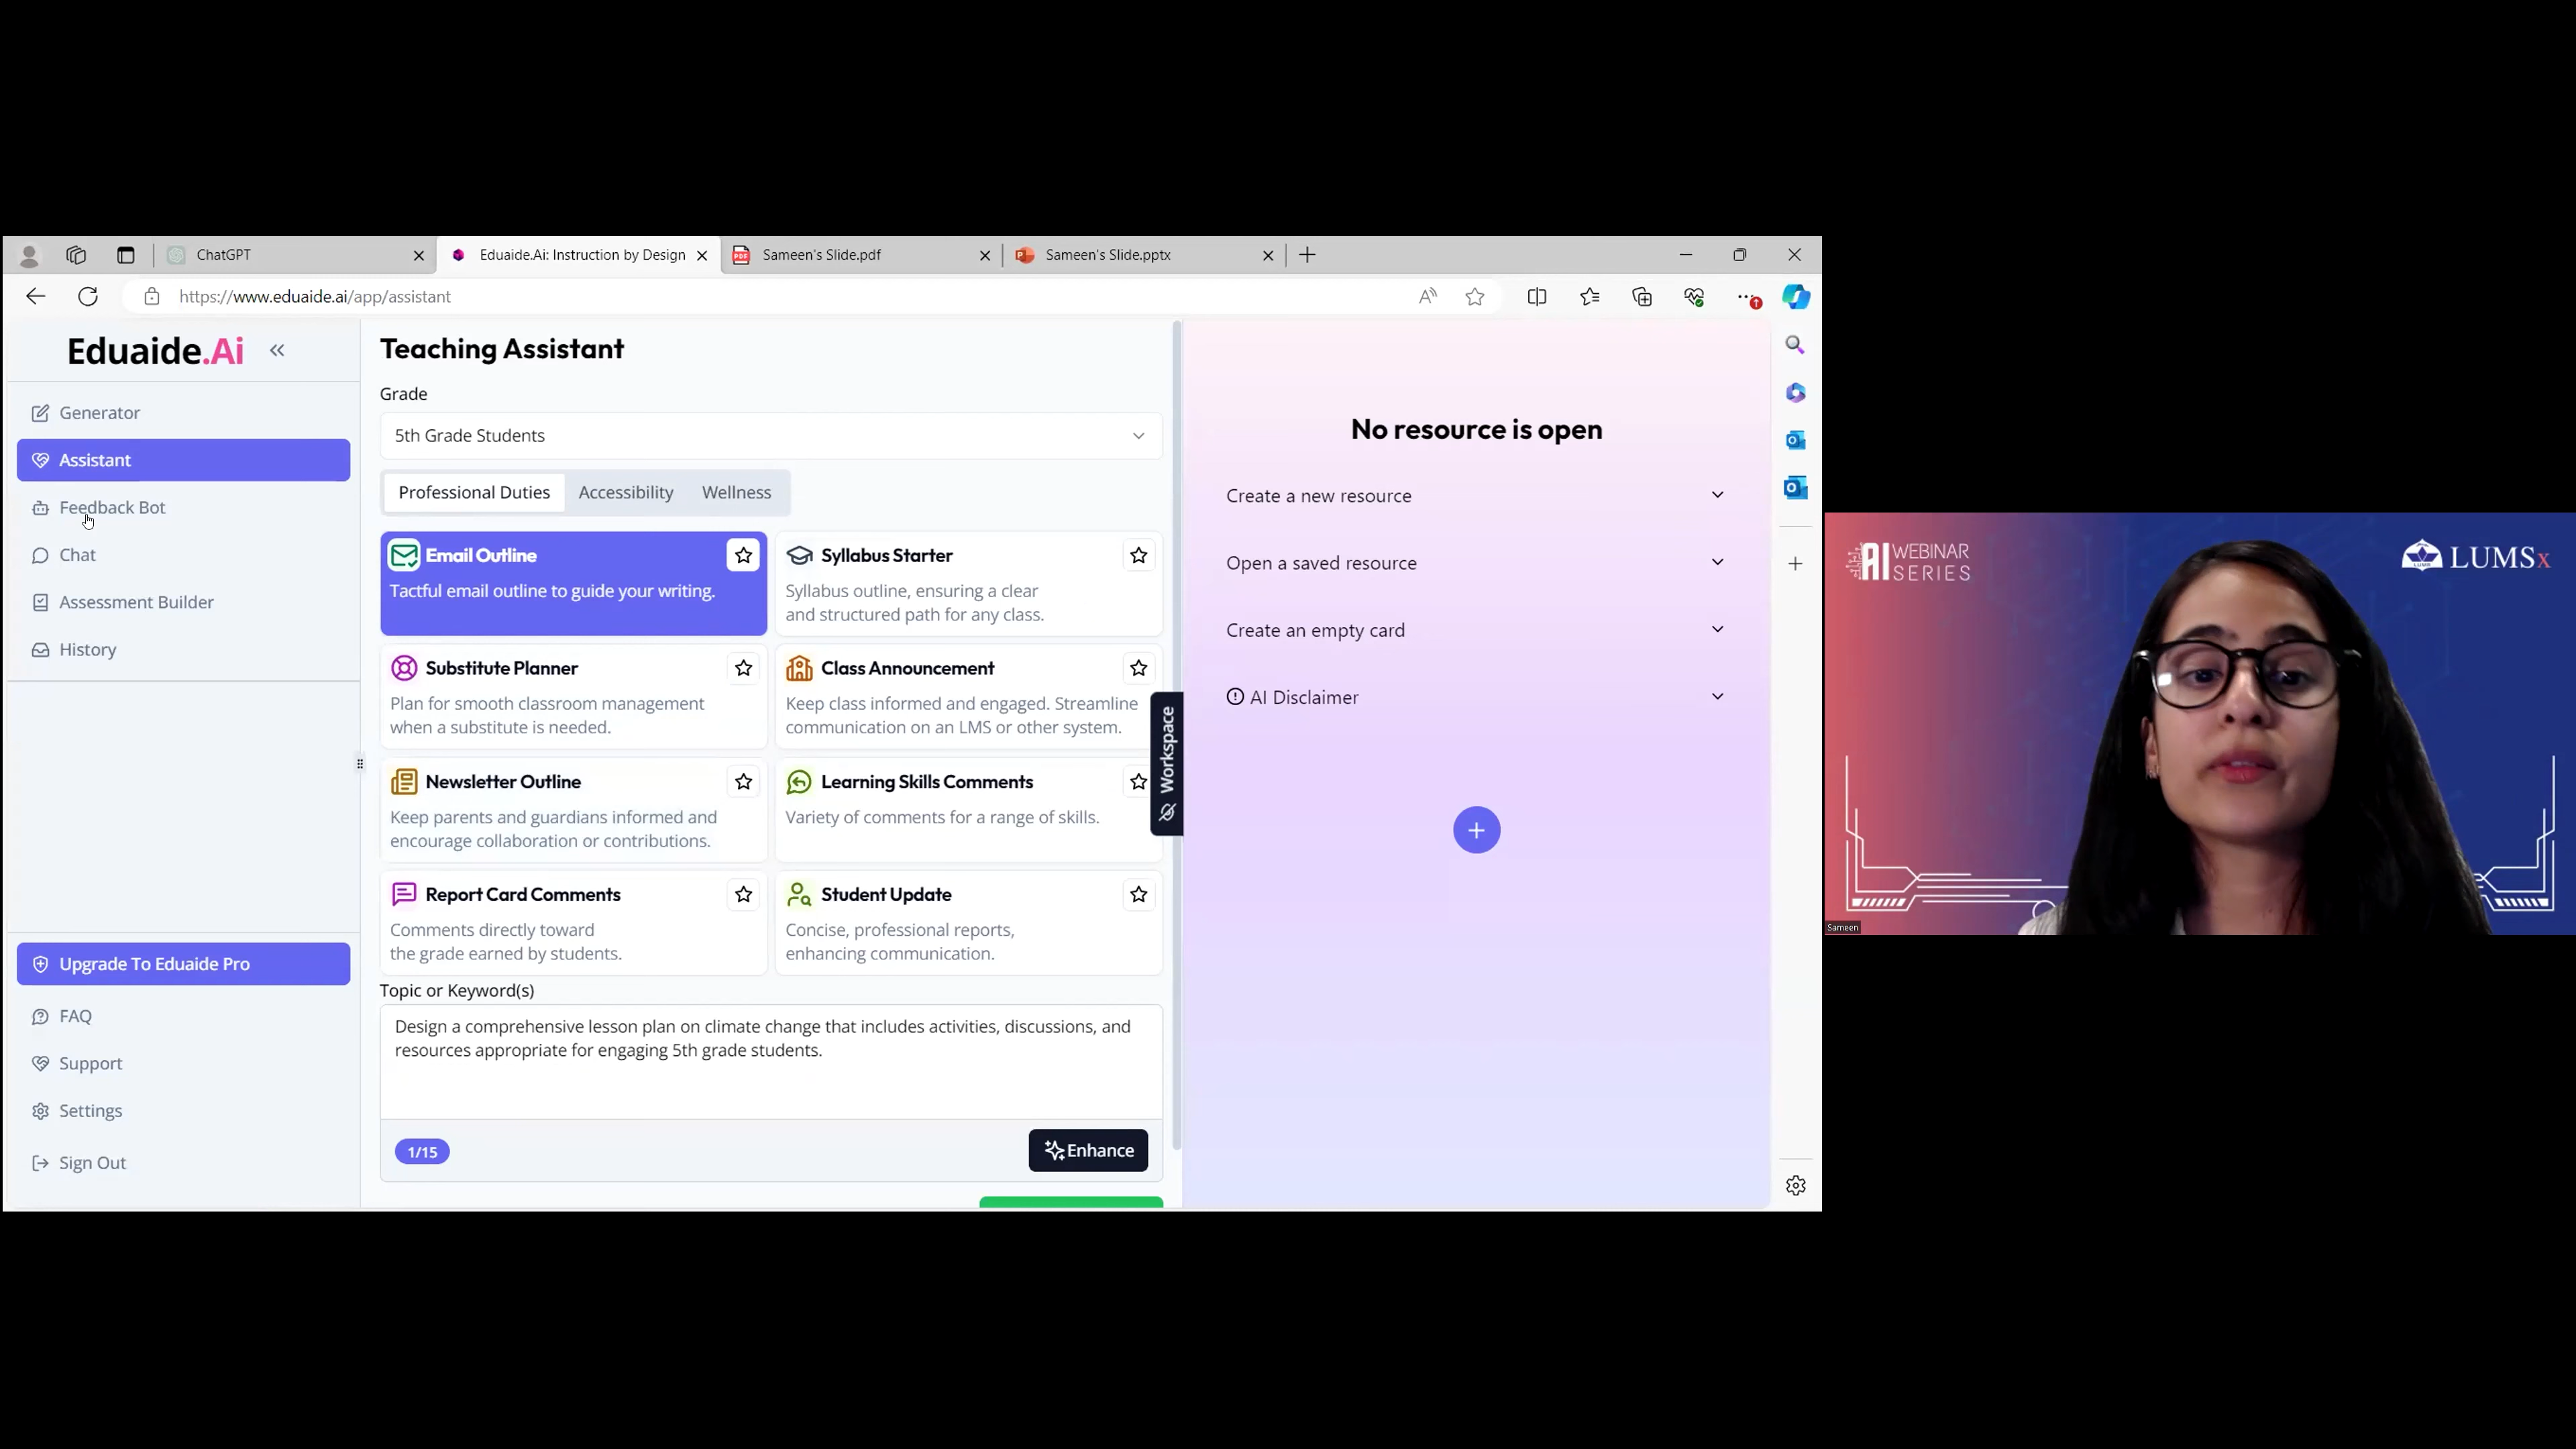 ChatGPT
Eduaide.Ai: Instruction by Design
Sameen's Slide.pdf
Sameen's Slide.pptx
https://www.eduaide.ai/app/assistant
Eduaide.Ai
Generator
Assistant
Feedback Bot
Chat
Assessment Builder
History
Upgrade To Eduaide Pro
FAQ
Support
Settings
Sign Out
Teaching Assistant
Grade
5th Grade Students
Professional Duties
Accessibility
Wellness
Email Outline
Tactful email outline to guide your writing.
Syllabus Starter
Syllabus outline, ensuring a clear
and structured path for any class.
Substitute Planner
Plan for smooth classroom management
when a substitute is needed.
Class Announcement
Keep class informed and engaged. Streamline
communication on an LMS or other system.
Newsletter Outline
Keep parents and guardians informed and
encourage collaboration or contributions.
Learning Skills Comments
Variety of comments for a range of skills.
Report Card Comments
Comments directly toward
the grade earned by students.
Student Update
Concise, professional reports,
enhancing communication.
Topic or Keyword(s)
Design a comprehensive lesson plan on climate change that includes activities, discussions, and
resources appropriate for engaging 5th grade students.
1/15
Enhance
Workspace
No resource is open
Create a new resource
Open a saved resource
Create an empty card
AI Disclaimer
AI WEBINAR
SERIES
LUMS
LUMSx
Sameen